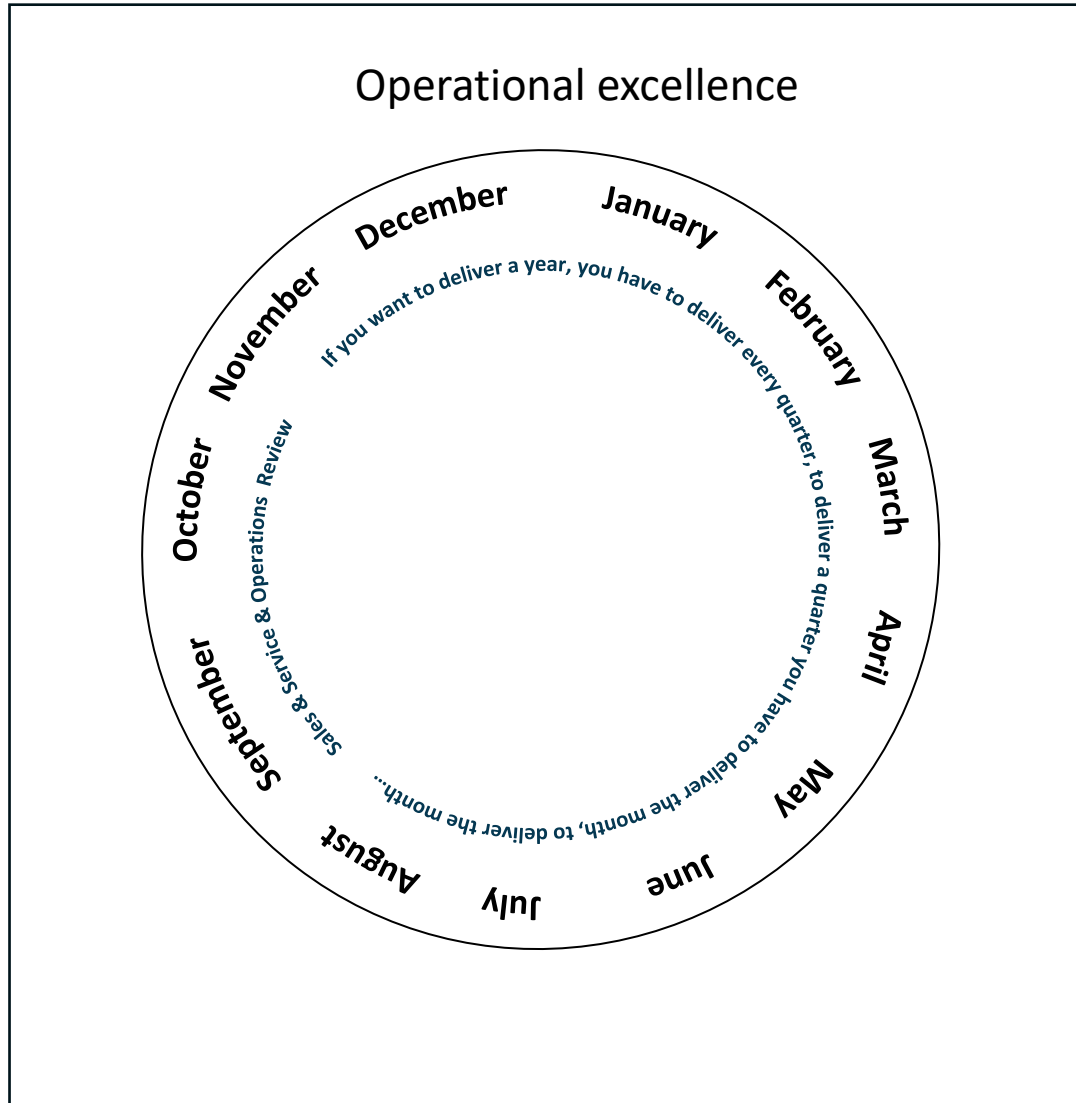 Operational excellence
January
February
March
April
May
June
July
August
September
October
November
December
If you want to deliver a year, you have to deliver every quarter, to deliver a quarter you have to deliver the month, to deliver the month...
Sales & Service & Operations Review